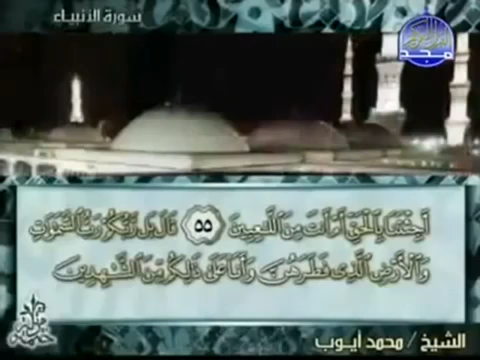 سورة الأنبياء
المجد
أَجِئْتَنَا بِالْحَقِّ أَمْ أَنتَ مِنَ اللَّاعِبِينَ ٥٥ قَالَ بَل رَّبُّكُمْ رَبُّ السَّمَاوَاتِ
وَالْأَرْضِ الَّذِي فَطَرَهُنَّ وَأَنَا عَلَىٰ ذَٰلِكُم مِّنَ الشَّاهِدِينَ
الشيخ / محمد أيوب